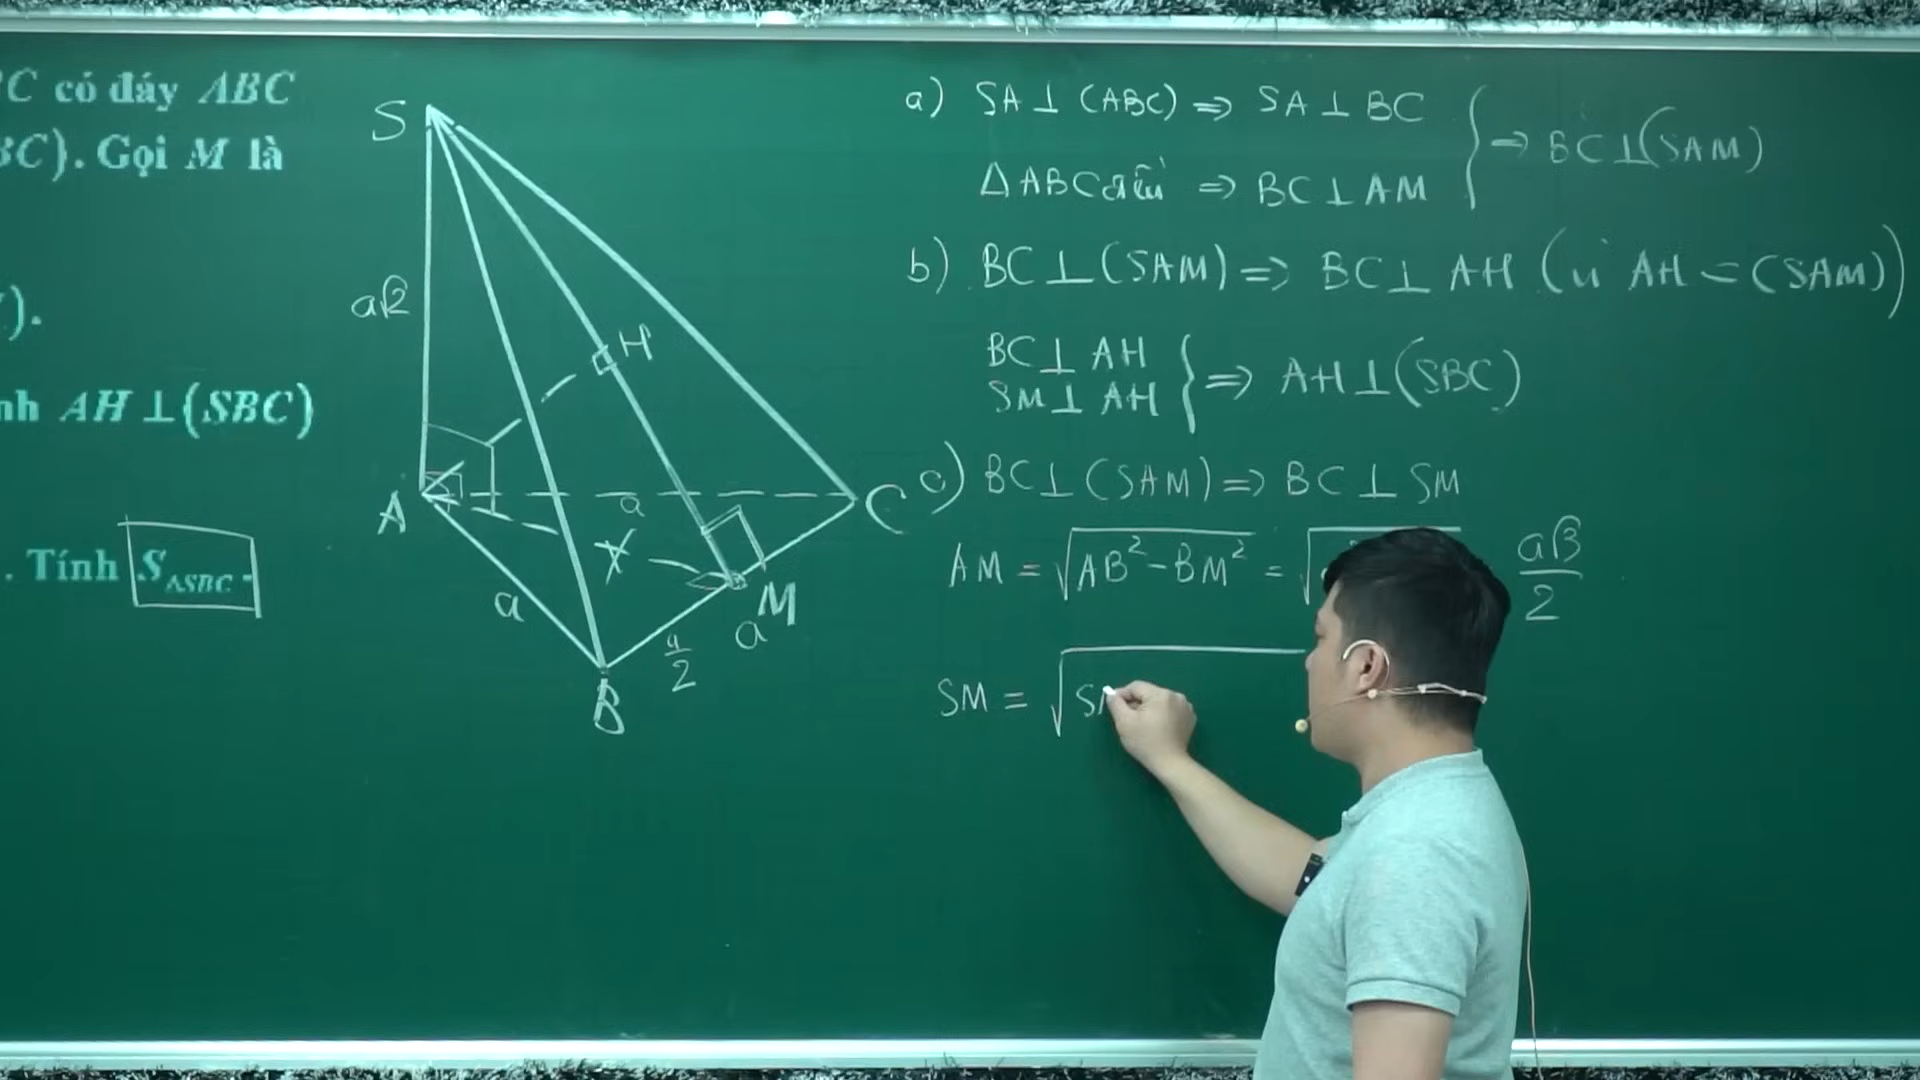 C có đáy ABC
BC). Gọi M là
).
nh AH ⊥ (SBC)
. Tính S_ΔSBC.
S
a√2
H
A
a
C
a
M
a
a/2
B
a) SA ⊥ (ABC) ⇒ SA ⊥ BC
ΔABC đều ⇒ BC ⊥ AM
} ⇒ BC ⊥ (SAM)
b) BC ⊥ (SAM) ⇒ BC ⊥ AH (vì AH ⊂ (SAM))
BC ⊥ AH
SM ⊥ AH
} ⇒ AH ⊥ (SBC)
c) BC ⊥ (SAM) ⇒ BC ⊥ SM
AM = √(AB² - BM²) = √ a√3/2
SM = √S